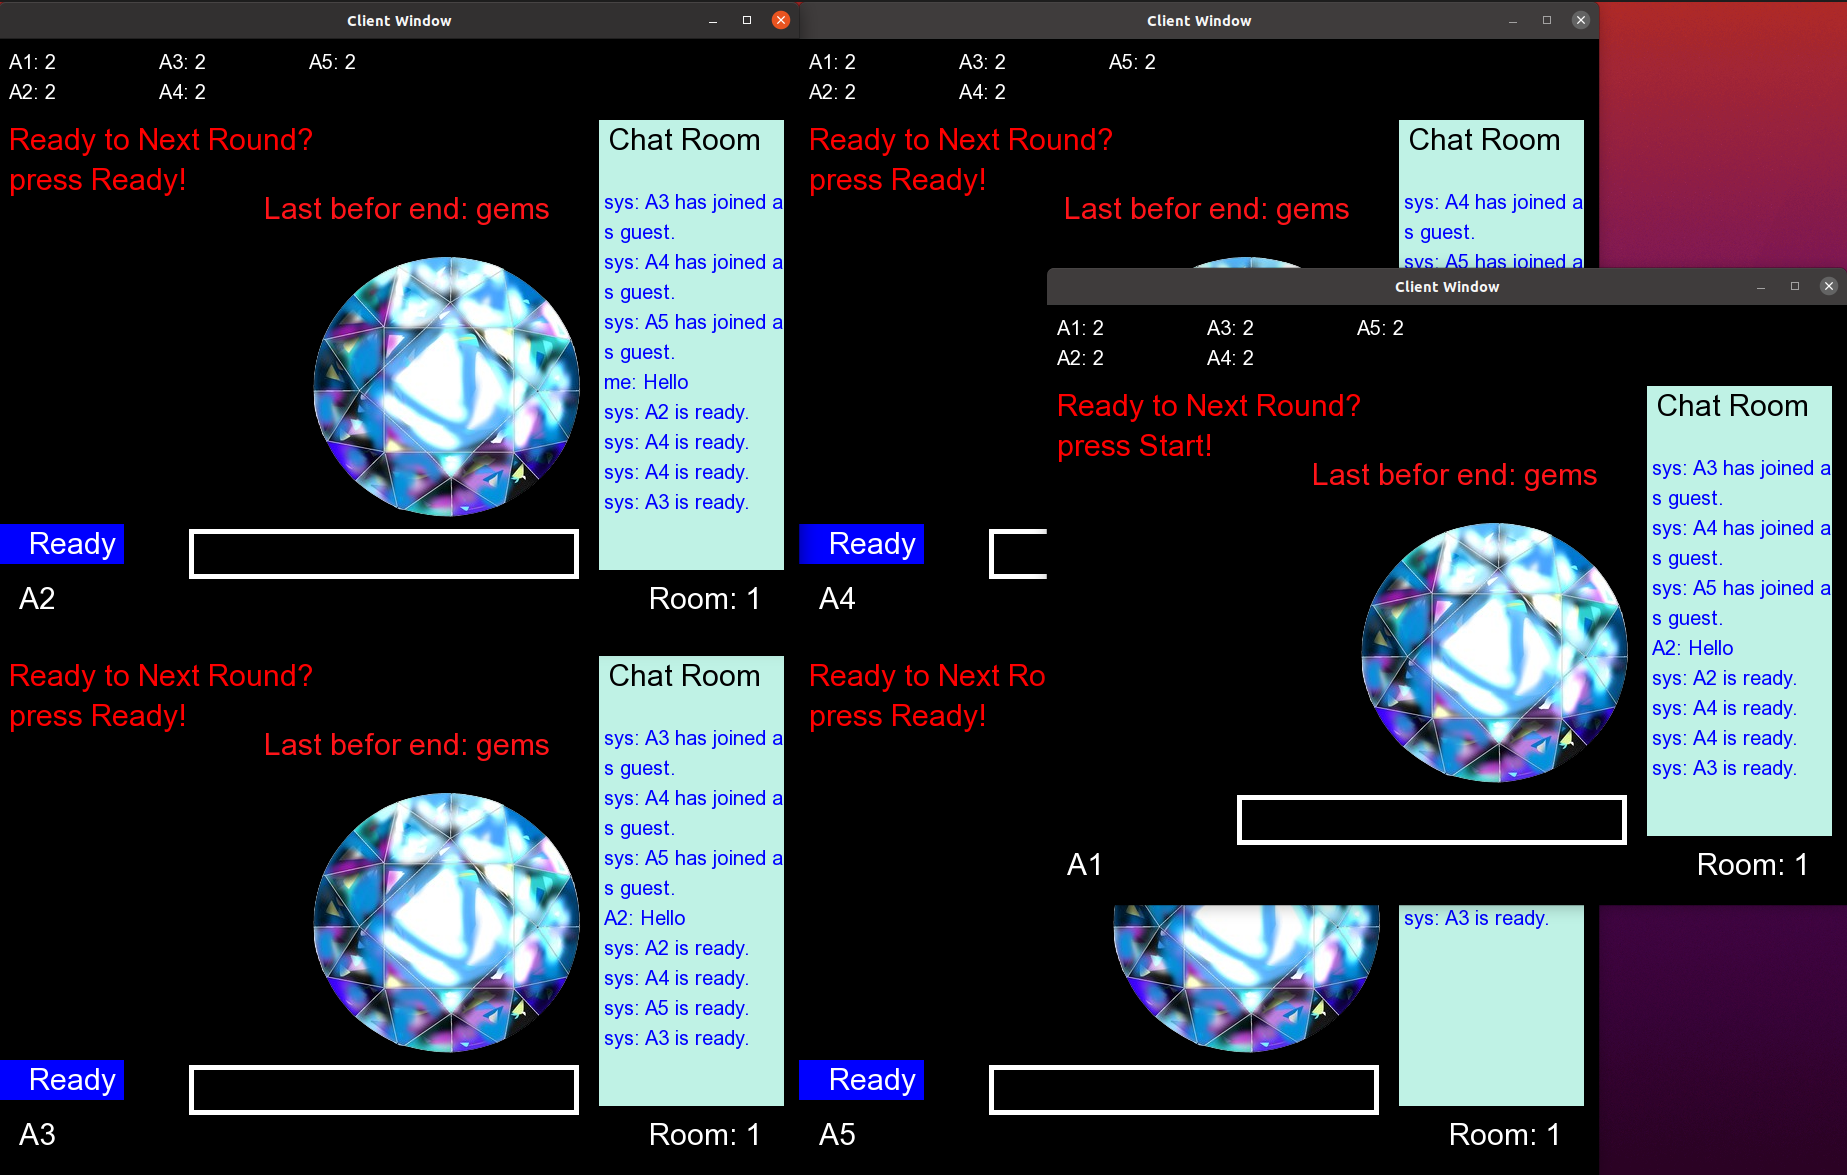 Client Window
A1: 2 A3: 2 A5: 2
A2: 2 A4: 2
Ready to Next Round?
press Ready!
Last befor end: gems
Chat Room
sys: A3 has joined a
s guest.
sys: A4 has joined a
s guest.
sys: A5 has joined a
s guest.
me: Hello
sys: A2 is ready.
sys: A4 is ready.
sys: A4 is ready.
sys: A3 is ready.
Ready
A2
Room: 1
Client Window
A1: 2 A3: 2 A5: 2
A2: 2 A4: 2
Ready to Next Round?
press Ready!
Last befor end: gems
Chat Room
sys: A4 has joined a
s guest.
sys: A5 has joined a
Ready
A4
Client Window
A1: 2 A3: 2 A5: 2
A2: 2 A4: 2
Ready to Next Round?
press Start!
Last befor end: gems
Chat Room
sys: A3 has joined a
s guest.
sys: A4 has joined a
s guest.
sys: A5 has joined a
s guest.
A2: Hello
sys: A2 is ready.
sys: A4 is ready.
sys: A4 is ready.
sys: A3 is ready.
A1
Room: 1
Ready to Next Round?
press Ready!
Last befor end: gems
Chat Room
sys: A3 has joined a
s guest.
sys: A4 has joined a
s guest.
sys: A5 has joined a
s guest.
A2: Hello
sys: A2 is ready.
sys: A4 is ready.
sys: A5 is ready.
sys: A3 is ready.
Ready
A3
Room: 1
Ready to Next Ro
press Ready!
sys: A3 is ready.
Ready
A5
Room: 1